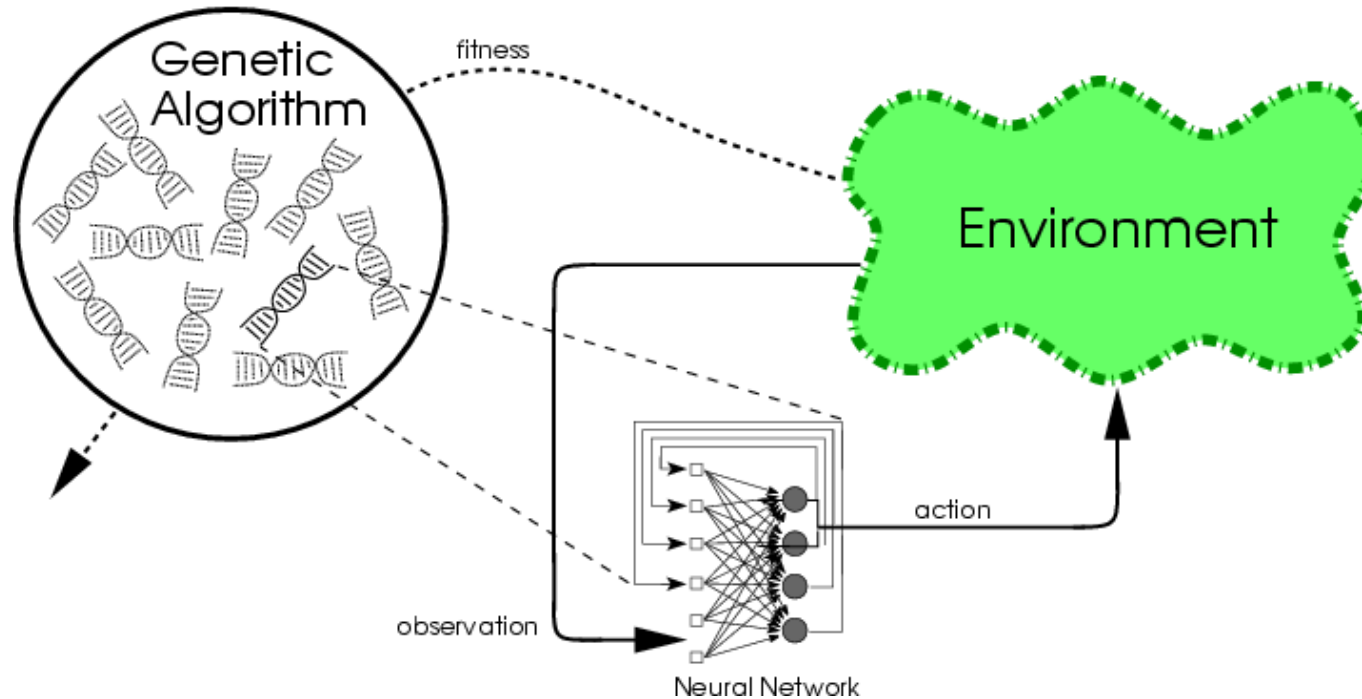 Genetic
Algorithm
fitness
Environment
action
observation
Neural Network